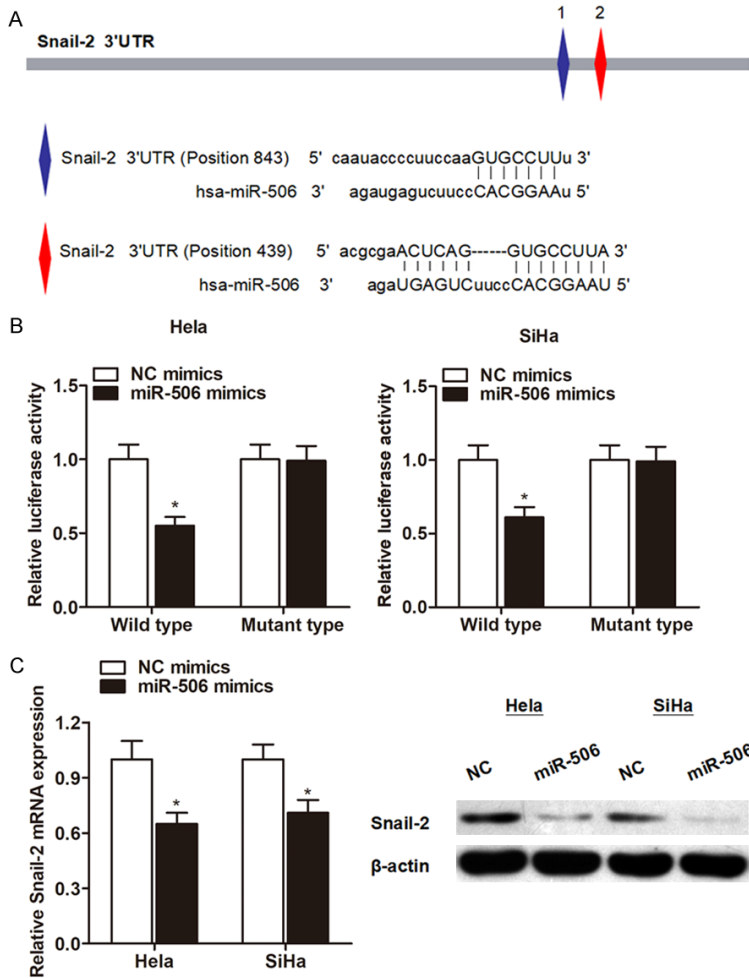 A
1 2
Snail-2 3'UTR
Snail-2 3'UTR (Position 843) 5' caauaccccuuccaaGUGCCUUu 3'
hsa-miR-506 3' agaugagucuuccCACGGAAu 5'
Snail-2 3'UTR (Position 439) 5' acgcgaACUCAG------GUGCCUUA 3'
hsa-miR-506 3' agaUGAGUCuuccCACGGAAU 5'
B
Hela
NC mimics
miR-506 mimics
Relative luciferase activity
1.5
1.0
0.5
0.0
*
Wild type Mutant type
SiHa
NC mimics
miR-506 mimics
Relative luciferase activity
1.5
1.0
0.5
0.0
*
Wild type Mutant type
C
NC mimics
miR-506 mimics
Relative Snail-2 mRNA expression
1.2
0.9
0.6
0.3
0.0
* *
Hela SiHa
Hela SiHa
NC miR-506 NC miR-506
Snail-2
β-actin